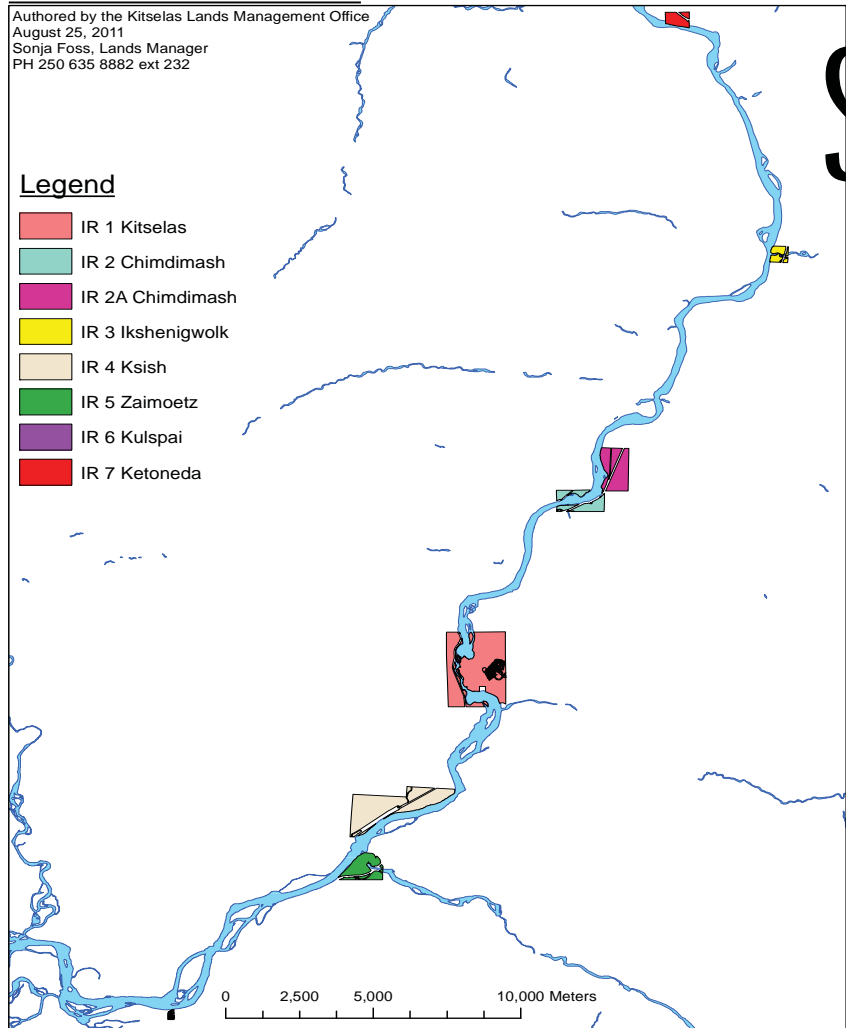 Authored by the Kitselas Lands Management Office
August 25, 2011
Sonja Foss, Lands Manager
PH 250 635 8882 ext 232
Legend
IR 1 Kitselas
IR 2 Chimdimash
IR 2A Chimdimash
IR 3 Ikshenigwolk
IR 4 Ksish
IR 5 Zaimoetz
IR 6 Kulspai
IR 7 Ketoneda
0 2,500 5,000 10,000 Meters